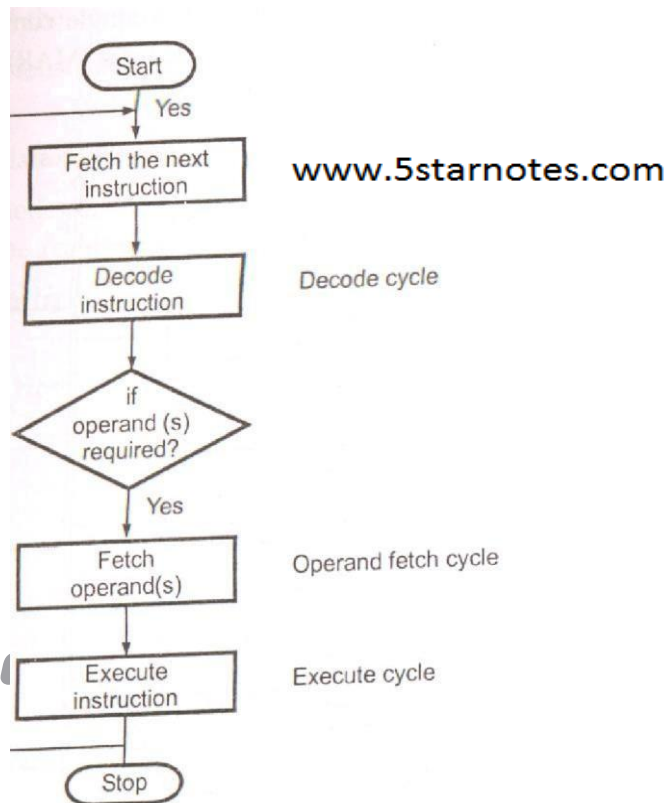 Start
Yes
Fetch the next
instruction
www.5starnotes.com
Decode
instruction
Decode cycle
if
operand (s)
required?
Yes
Fetch
operand(s)
Operand fetch cycle
Execute
instruction
Execute cycle
Stop